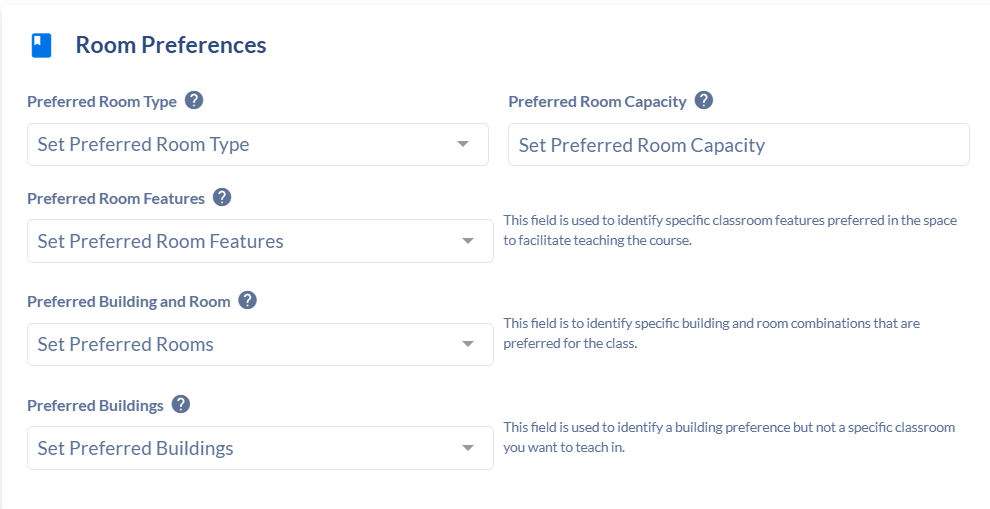 Room Preferences
Preferred Room Type ?
Preferred Room Capacity ?
Set Preferred Room Type
Set Preferred Room Capacity
Preferred Room Features ?
Set Preferred Room Features
This field is used to identify specific classroom features preferred in the space
to facilitate teaching the course.
Preferred Building and Room ?
Set Preferred Rooms
This field is to identify specific building and room combinations that are
preferred for the class.
Preferred Buildings ?
Set Preferred Buildings
This field is used to identify a building preference but not a specific classroom
you want to teach in.